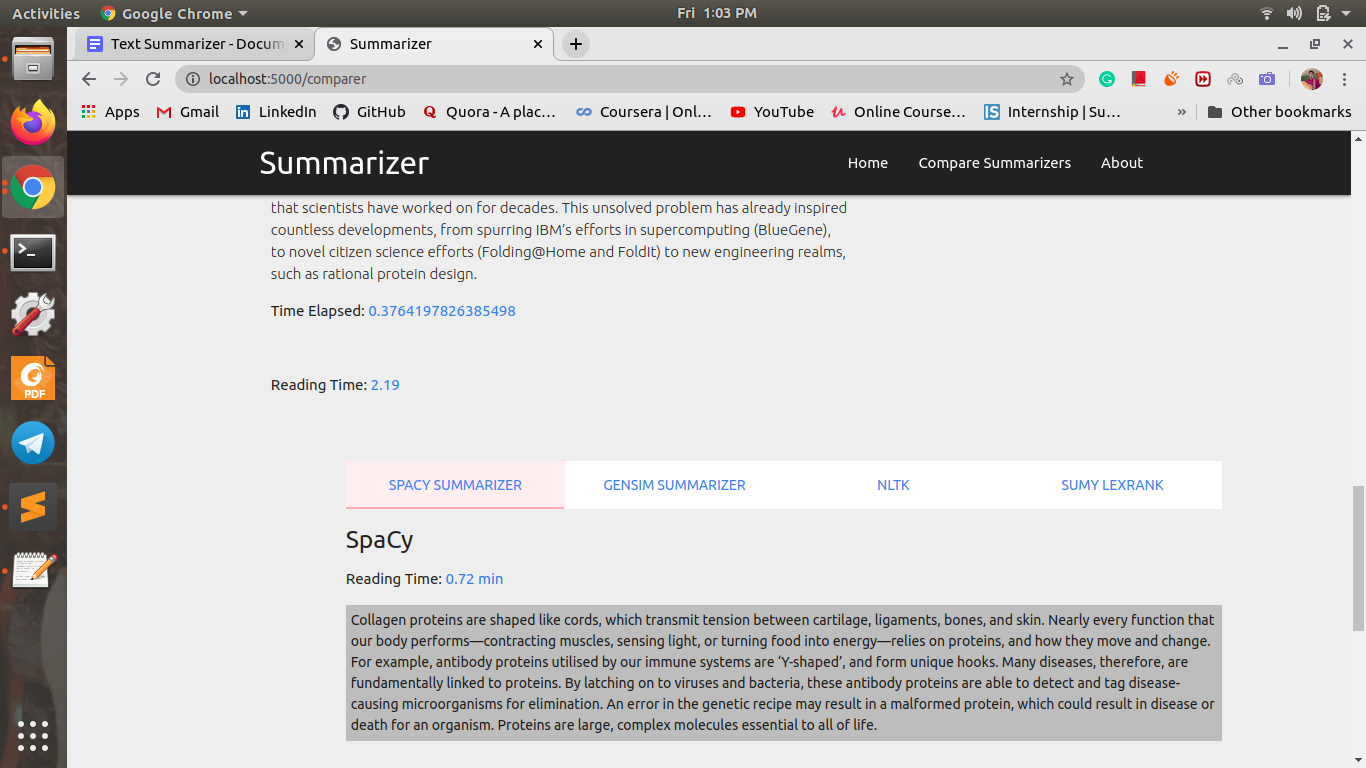 Activities Google Chrome Fri 1:03 PM
Text Summarizer - Docum Summarizer
localhost:5000/comparer
Apps Gmail LinkedIn GitHub Quora - A plac... Coursera | Onl... YouTube Online Course... Internship | Su... » Other bookmarks
Summarizer Home Compare Summarizers About
that scientists have worked on for decades. This unsolved problem has already inspired
countless developments, from spurring IBM’s efforts in supercomputing (BlueGene),
to novel citizen science efforts (Folding@Home and FoldIt) to new engineering realms,
such as rational protein design.
Time Elapsed: 0.3764197826385498
Reading Time: 2.19
SPACY SUMMARIZER GENSIM SUMMARIZER NLTK SUMY LEXRANK
SpaCy
Reading Time: 0.72 min
Collagen proteins are shaped like cords, which transmit tension between cartilage, ligaments, bones, and skin. Nearly every function that
our body performs—contracting muscles, sensing light, or turning food into energy—relies on proteins, and how they move and change.
For example, antibody proteins utilised by our immune systems are ‘Y-shaped’, and form unique hooks. Many diseases, therefore, are
fundamentally linked to proteins. By latching on to viruses and bacteria, these antibody proteins are able to detect and tag disease-
causing microorganisms for elimination. An error in the genetic recipe may result in a malformed protein, which could result in disease or
death for an organism. Proteins are large, complex molecules essential to all of life.
PDF